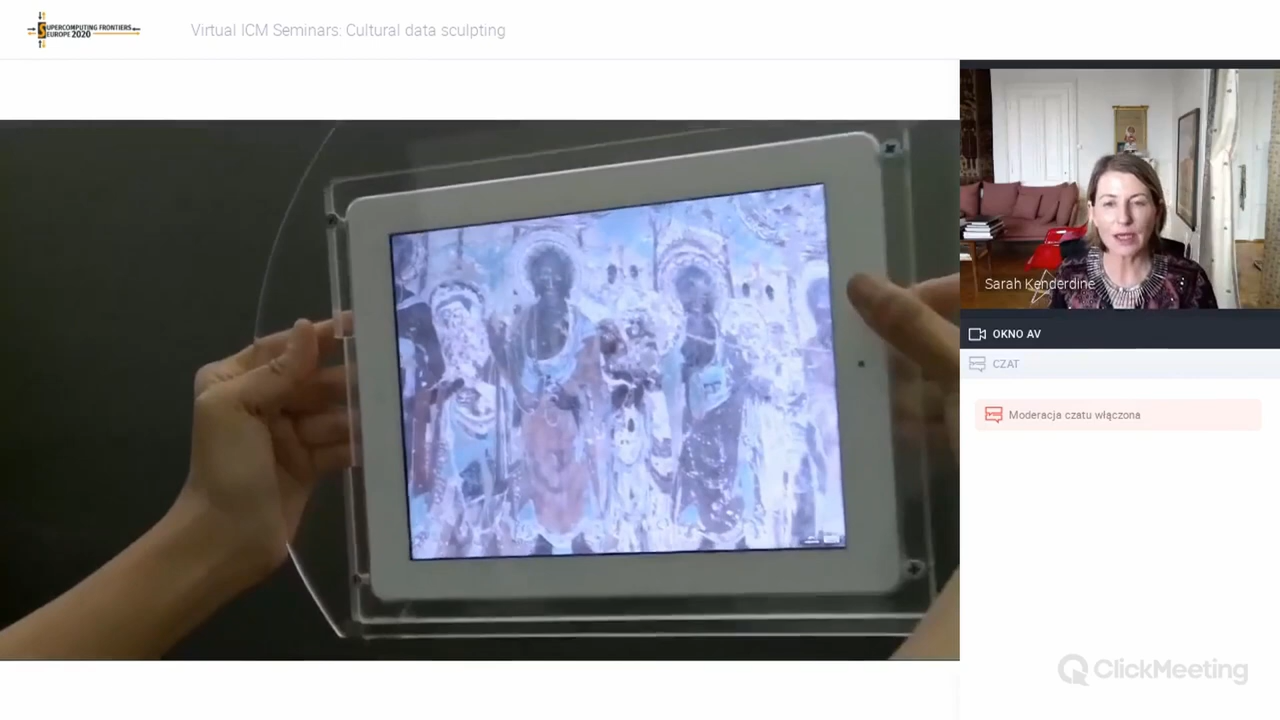 SUPERCOMPUTING FRONTIERS
EUROPE 2020
Virtual ICM Seminars: Cultural data sculpting
Sarah Kenderdine
OKNO AV
CZAT
Moderacja czatu włączona
ClickMeeting